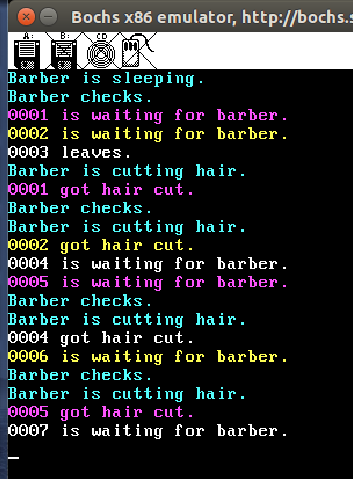 Bochs x86 emulator, http://bochs.s
A: B: CD
Barber is sleeping.
Barber checks.
0001 is waiting for barber.
0002 is waiting for barber.
0003 leaves.
Barber is cutting hair.
0001 got hair cut.
Barber checks.
Barber is cutting hair.
0002 got hair cut.
0004 is waiting for barber.
0005 is waiting for barber.
Barber checks.
Barber is cutting hair.
0004 got hair cut.
0006 is waiting for barber.
Barber checks.
Barber is cutting hair.
0005 got hair cut.
0007 is waiting for barber.